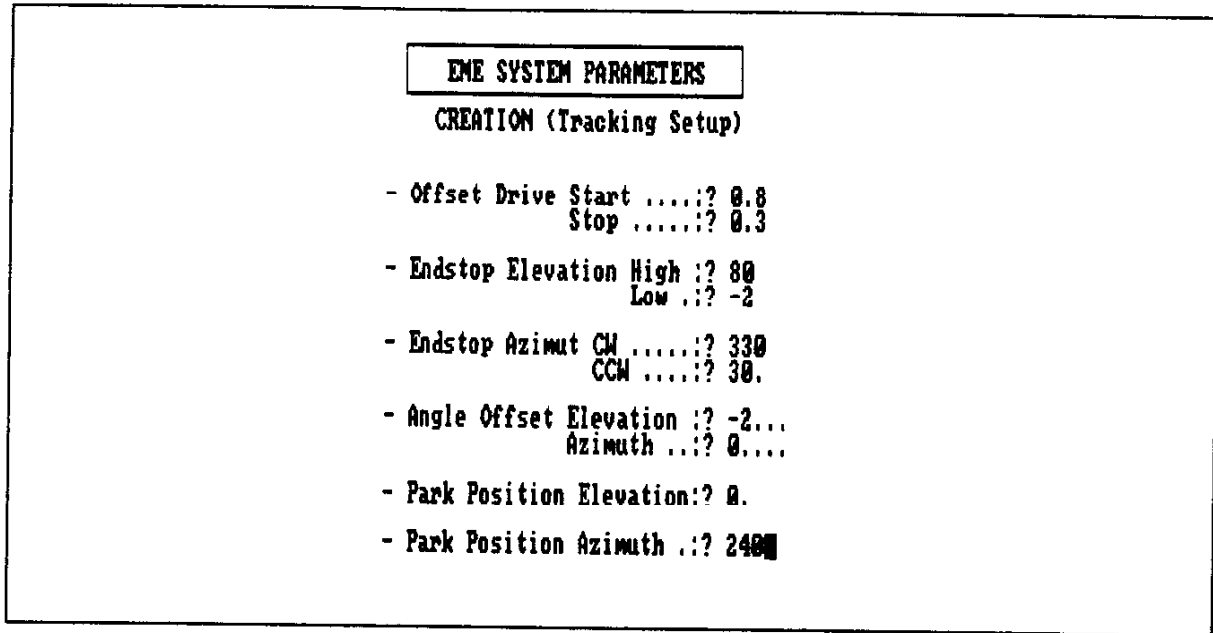 EME SYSTEM PARAMETERS
CREATION (Tracking Setup)
- Offset Drive Start ....:? 0.8
Stop .....:? 0.3
- Endstop Elevation High :? 80
Low .:? -2
- Endstop Azimut CW .....:? 330
CCW ....:? 30.
- Angle Offset Elevation :? -2...
Azimuth ..:? 0....
- Park Position Elevation:? 0.
- Park Position Azimuth .:? 240